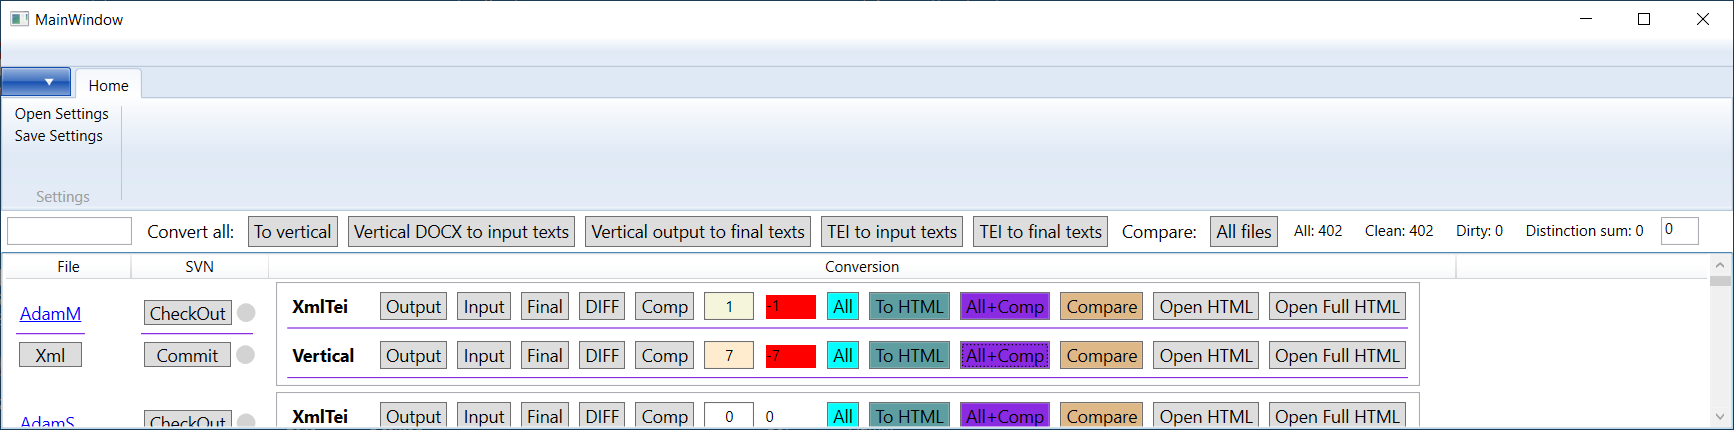 MainWindow
Home
Open Settings
Save Settings
Settings
Convert all: To vertical Vertical DOCX to input texts Vertical output to final texts TEI to input texts TEI to final texts Compare: All files All: 402 Clean: 402 Dirty: 0 Distinction sum: 0 0
File SVN Conversion
AdamM CheckOut XmlTei Output Input Final DIFF Comp 1 -1 All To HTML All+Comp Compare Open HTML Open Full HTML
Xml Commit Vertical Output Input Final DIFF Comp 7 -7 All To HTML All+Comp Compare Open HTML Open Full HTML
AdamS CheckOut XmlTei Output Input Final DIFF Comp 0 0 All To HTML All+Comp Compare Open HTML Open Full HTML